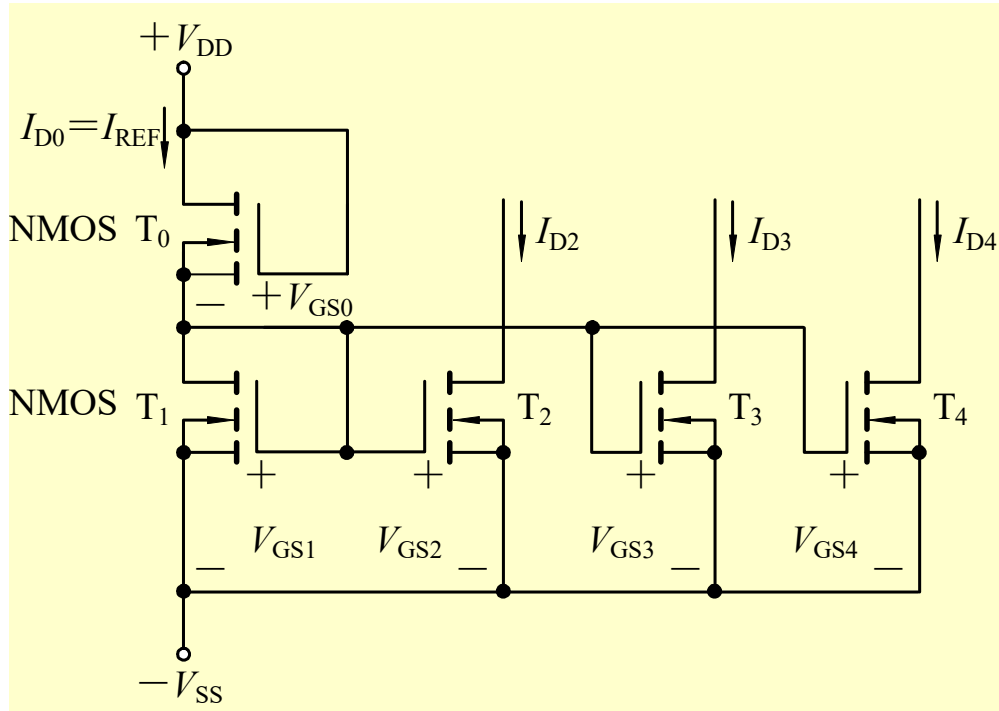 +V_DD
I_D0=I_REF
NMOS T_0
− +V_GS0
I_D2
I_D3
I_D4
NMOS T_1
T_2
T_3
T_4
+ + + +
V_GS1 V_GS2 V_GS3 V_GS4
− − − −
−V_SS